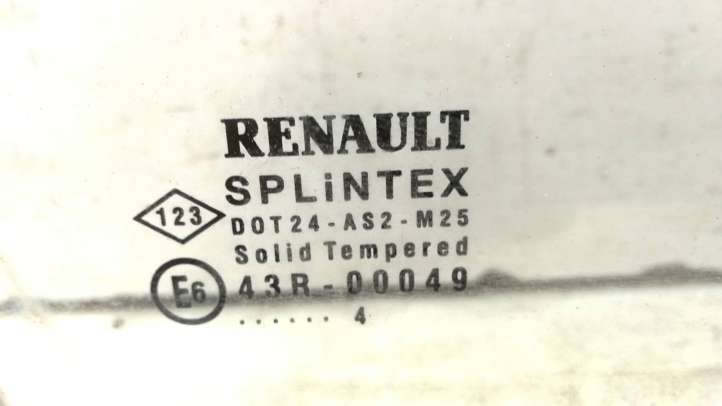 RENAULT
SPLiNTEX
123
DOT24-AS2-M25
Solid Tempered
E6
43R-00049
...... 4